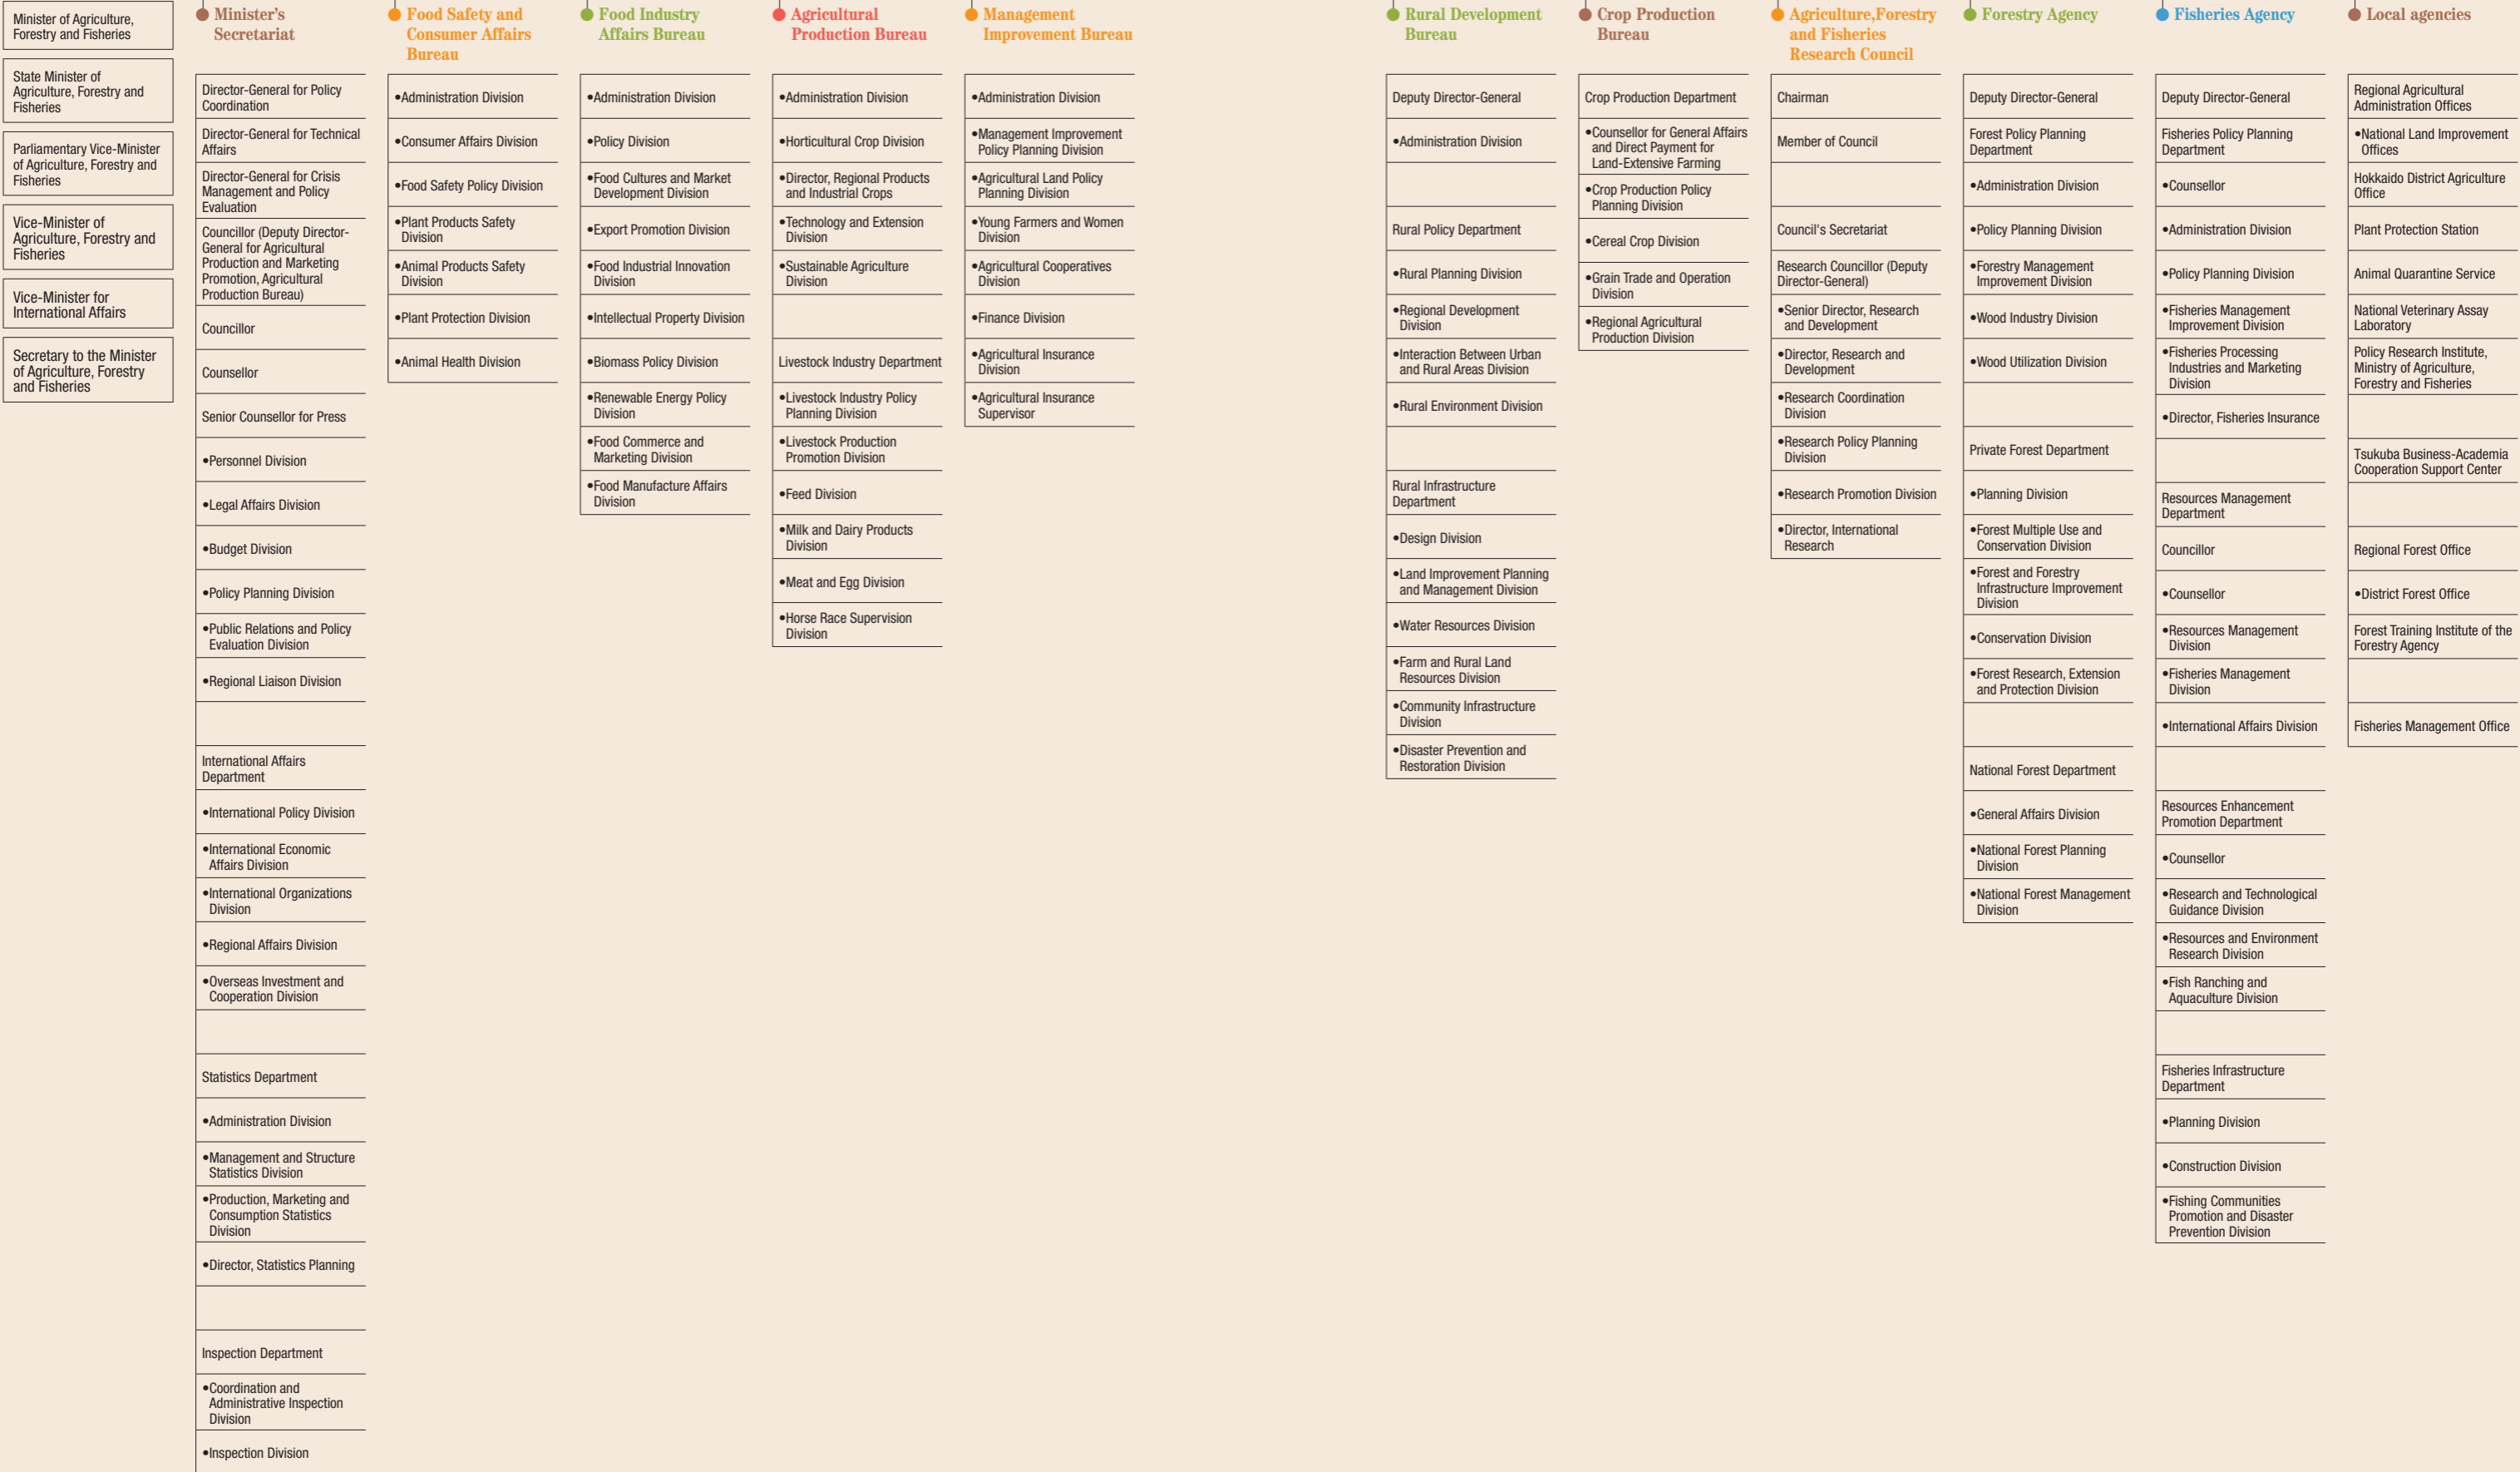 Minister of Agriculture,
Forestry and Fisheries
State Minister of
Agriculture, Forestry and
Fisheries
Parliamentary Vice-Minister
of Agriculture, Forestry and
Fisheries
Vice-Minister of
Agriculture, Forestry and
Fisheries
Vice-Minister for
International Affairs
Secretary to the Minister
of Agriculture, Forestry
and Fisheries
Minister's
Secretariat
Director-General for Policy
Coordination
Director-General for Technical
Affairs
Director-General for Crisis
Management and Policy
Evaluation
Councillor (Deputy Director-
General for Agricultural
Production and Marketing
Promotion, Agricultural
Production Bureau)
Councillor
Counsellor
Senior Counsellor for Press
•Personnel Division
•Legal Affairs Division
•Budget Division
•Policy Planning Division
•Public Relations and Policy
Evaluation Division
•Regional Liaison Division
International Affairs
Department
•International Policy Division
•International Economic
Affairs Division
•International Organizations
Division
•Regional Affairs Division
•Overseas Investment and
Cooperation Division
Statistics Department
•Administration Division
•Management and Structure
Statistics Division
•Production, Marketing and
Consumption Statistics
Division
•Director, Statistics Planning
Inspection Department
•Coordination and
Administrative Inspection
Division
•Inspection Division
Food Safety and
Consumer Affairs
Bureau
•Administration Division
•Consumer Affairs Division
•Food Safety Policy Division
•Plant Products Safety
Division
•Animal Products Safety
Division
•Plant Protection Division
•Animal Health Division
Food Industry
Affairs Bureau
•Administration Division
•Policy Division
•Food Cultures and Market
Development Division
•Export Promotion Division
•Food Industrial Innovation
Division
•Intellectual Property Division
•Biomass Policy Division
•Renewable Energy Policy
Division
•Food Commerce and
Marketing Division
•Food Manufacture Affairs
Division
Agricultural
Production Bureau
•Administration Division
•Horticultural Crop Division
•Director, Regional Products
and Industrial Crops
•Technology and Extension
Division
•Sustainable Agriculture
Division
Livestock Industry Department
•Livestock Industry Policy
Planning Division
•Livestock Production
Promotion Division
•Feed Division
•Milk and Dairy Products
Division
•Meat and Egg Division
•Horse Race Supervision
Division
Management
Improvement Bureau
•Administration Division
•Management Improvement
Policy Planning Division
•Agricultural Land Policy
Planning Division
•Young Farmers and Women
Division
•Agricultural Cooperatives
Division
•Finance Division
•Agricultural Insurance
Division
•Agricultural Insurance
Supervisor
Rural Development
Bureau
Deputy Director-General
•Administration Division
Rural Policy Department
•Rural Planning Division
•Regional Development
Division
•Interaction Between Urban
and Rural Areas Division
•Rural Environment Division
Rural Infrastructure
Department
•Design Division
•Land Improvement Planning
and Management Division
•Water Resources Division
•Farm and Rural Land
Resources Division
•Community Infrastructure
Division
•Disaster Prevention and
Restoration Division
Crop Production
Bureau
Crop Production Department
•Counsellor for General Affairs
and Direct Payment for
Land-Extensive Farming
•Crop Production Policy
Planning Division
•Cereal Crop Division
•Grain Trade and Operation
Division
•Regional Agricultural
Production Division
Agriculture,Forestry
and Fisheries
Research Council
Chairman
Member of Council
Council's Secretariat
Research Councillor (Deputy
Director-General)
•Senior Director, Research
and Development
•Director, Research and
Development
•Research Coordination
Division
•Research Policy Planning
Division
•Research Promotion Division
•Director, International
Research
Forestry Agency
Deputy Director-General
Forest Policy Planning
Department
•Administration Division
•Policy Planning Division
•Forestry Management
Improvement Division
•Wood Industry Division
•Wood Utilization Division
Private Forest Department
•Planning Division
•Forest Multiple Use and
Conservation Division
•Forest and Forestry
Infrastructure Improvement
Division
•Conservation Division
•Forest Research, Extension
and Protection Division
National Forest Department
•General Affairs Division
•National Forest Planning
Division
•National Forest Management
Division
Fisheries Agency
Deputy Director-General
Fisheries Policy Planning
Department
•Counsellor
•Administration Division
•Policy Planning Division
•Fisheries Management
Improvement Division
•Fisheries Processing
Industries and Marketing
Division
•Director, Fisheries Insurance
Resources Management
Department
Councillor
•Counsellor
•Resources Management
Division
•Fisheries Management
Division
•International Affairs Division
Resources Enhancement
Promotion Department
•Counsellor
•Research and Technological
Guidance Division
•Resources and Environment
Research Division
•Fish Ranching and
Aquaculture Division
Fisheries Infrastructure
Department
•Planning Division
•Construction Division
•Fishing Communities
Promotion and Disaster
Prevention Division
Local agencies
Regional Agricultural
Administration Offices
•National Land Improvement
Offices
Hokkaido District Agriculture
Office
Plant Protection Station
Animal Quarantine Service
National Veterinary Assay
Laboratory
Policy Research Institute,
Ministry of Agriculture,
Forestry and Fisheries
Tsukuba Business-Academia
Cooperation Support Center
Regional Forest Office
•District Forest Office
Forest Training Institute of the
Forestry Agency
Fisheries Management Office